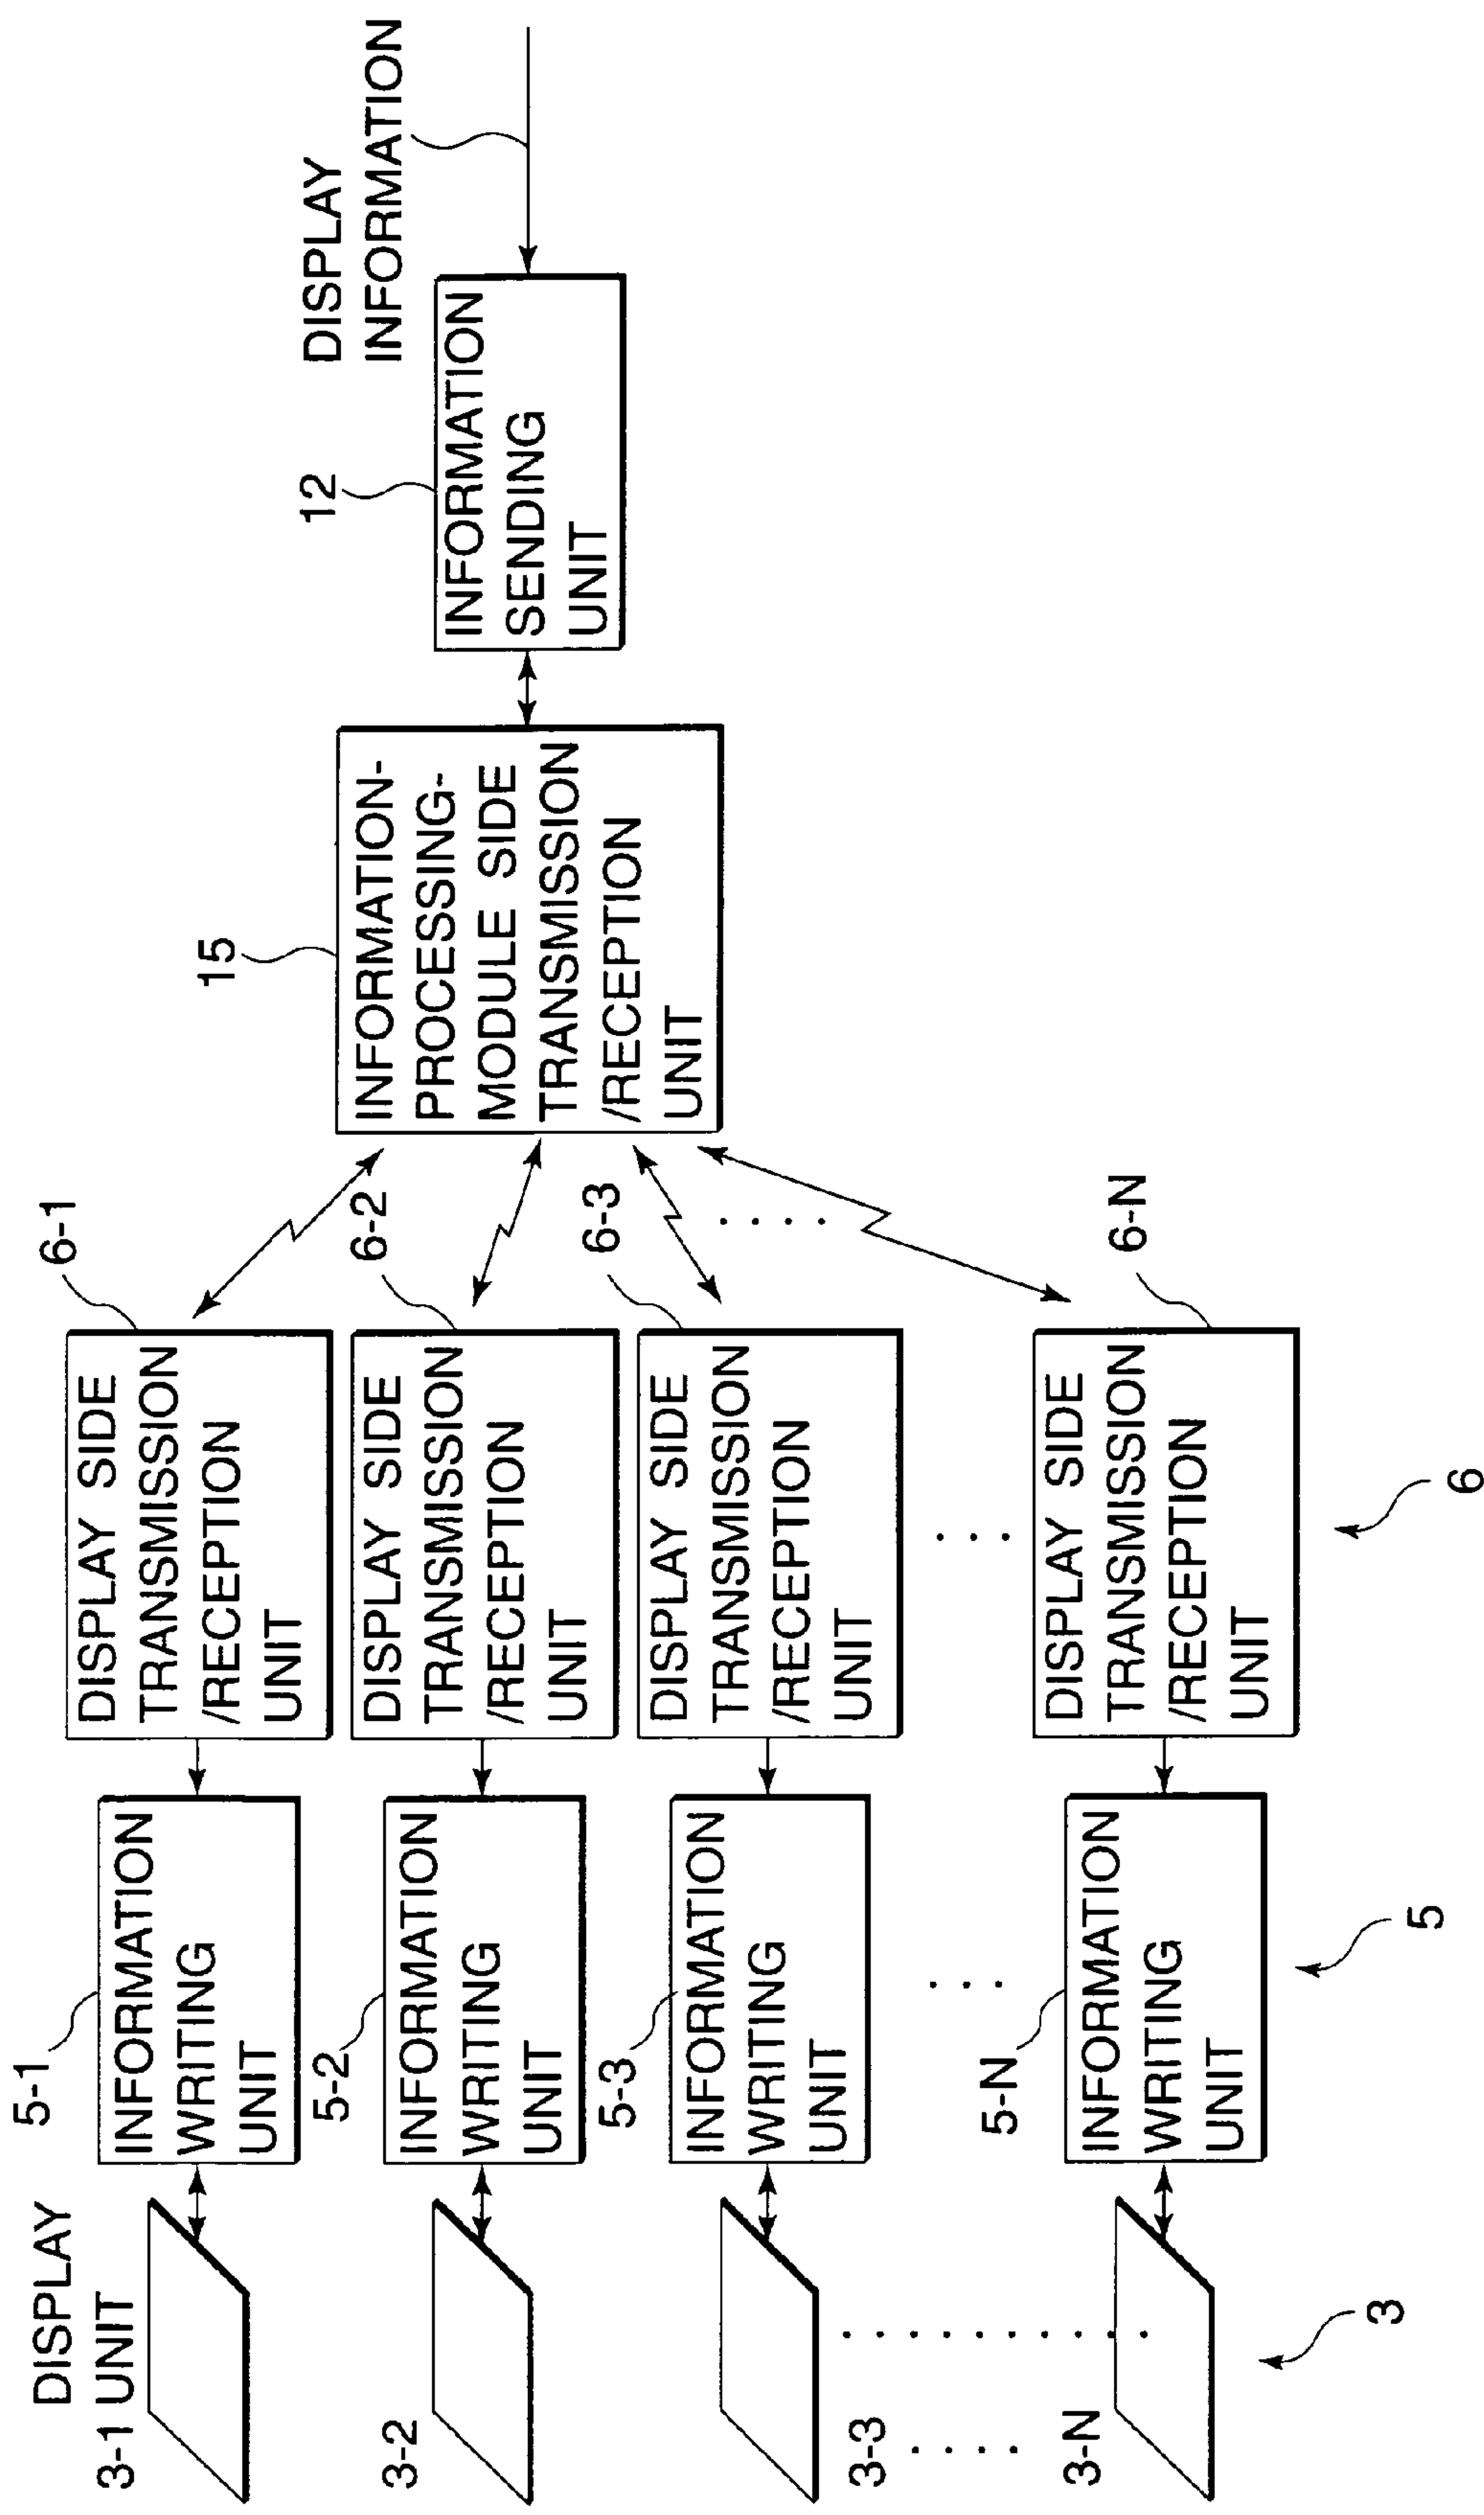 DISPLAY
3-1 UNIT
5-1
INFORMATION
WRITING
UNIT
6-1
DISPLAY SIDE
TRANSMISSION
/RECEPTION
UNIT
3-2
5-2
INFORMATION
WRITING
UNIT
6-2
DISPLAY SIDE
TRANSMISSION
/RECEPTION
UNIT
3-3
5-3
INFORMATION
WRITING
UNIT
6-3
DISPLAY SIDE
TRANSMISSION
/RECEPTION
UNIT
3-N
5-N
INFORMATION
WRITING
UNIT
6-N
DISPLAY SIDE
TRANSMISSION
/RECEPTION
UNIT
3
5
6
15
INFORMATION-
PROCESSING-
MODULE SIDE
TRANSMISSION
/RECEPTION
UNIT
12
INFORMATION
SENDING
UNIT
DISPLAY
INFORMATION